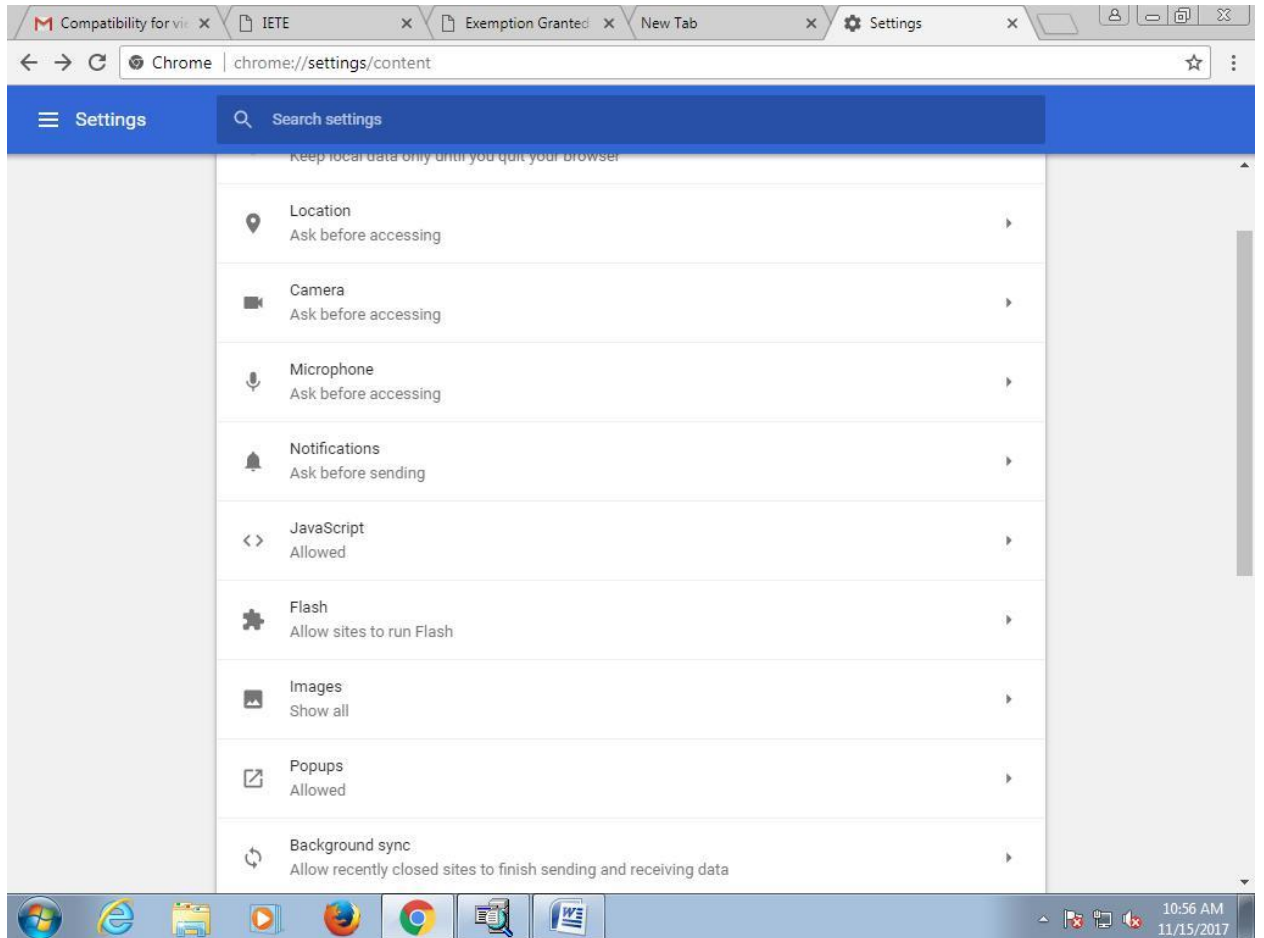 Compatibility for vie
IETE
Exemption Granted
New Tab
Settings
Chrome
chrome://settings/content
Settings
Search settings
Keep local data only until you quit your browser
Location
Ask before accessing
Camera
Ask before accessing
Microphone
Ask before accessing
Notifications
Ask before sending
JavaScript
Allowed
Flash
Allow sites to run Flash
Images
Show all
Popups
Allowed
Background sync
Allow recently closed sites to finish sending and receiving data
10:56 AM
11/15/2017